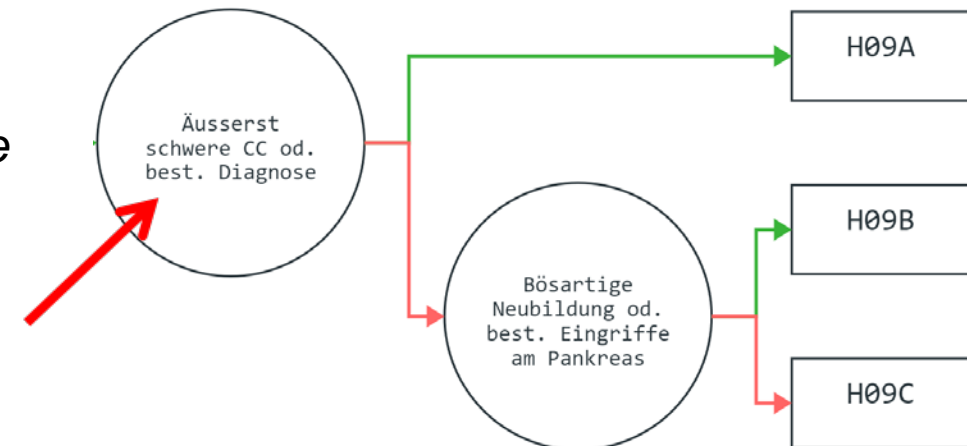 H09A
Äusserst
schwere CC od.
best. Diagnose
e
H09B
Bösartige
Neubildung od.
best. Eingriffe
am Pankreas
H09C